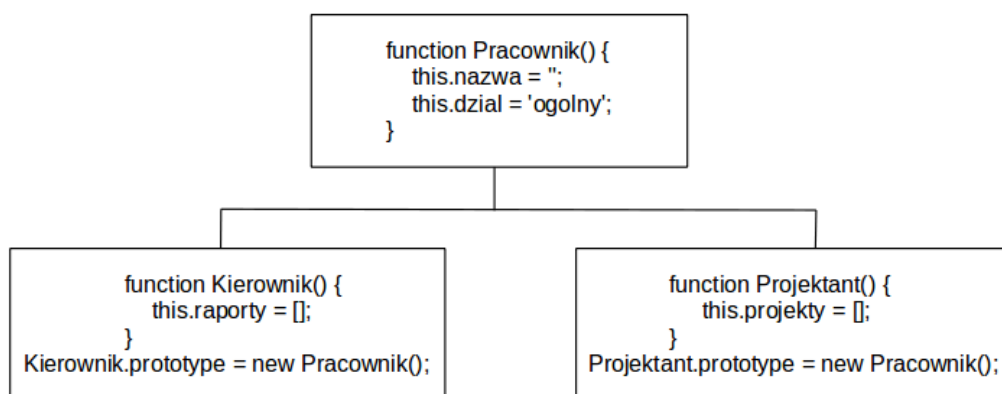 function Pracownik() {
this.nazwa = '';
this.dzial = 'ogolny';
}
function Kierownik() {
this.raporty = [];
}
Kierownik.prototype = new Pracownik();
function Projektant() {
this.projekty = [];
}
Projektant.prototype = new Pracownik();